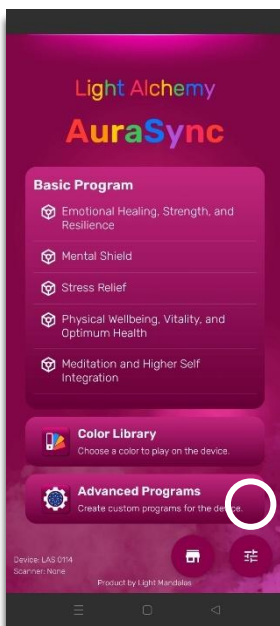 Light Alchemy
AuraSync
Basic Program
Emotional Healing, Strength, and
Resilience
Mental Shield
Stress Relief
Physical Wellbeing, Vitality, and
Optimum Health
Meditation and Higher Self
Integration
Color Library
Choose a color to play on the device.
Advanced Programs
Create custom programs for the device.
Device: LAS 0114
Scanner: None
Product by Light Mandalas